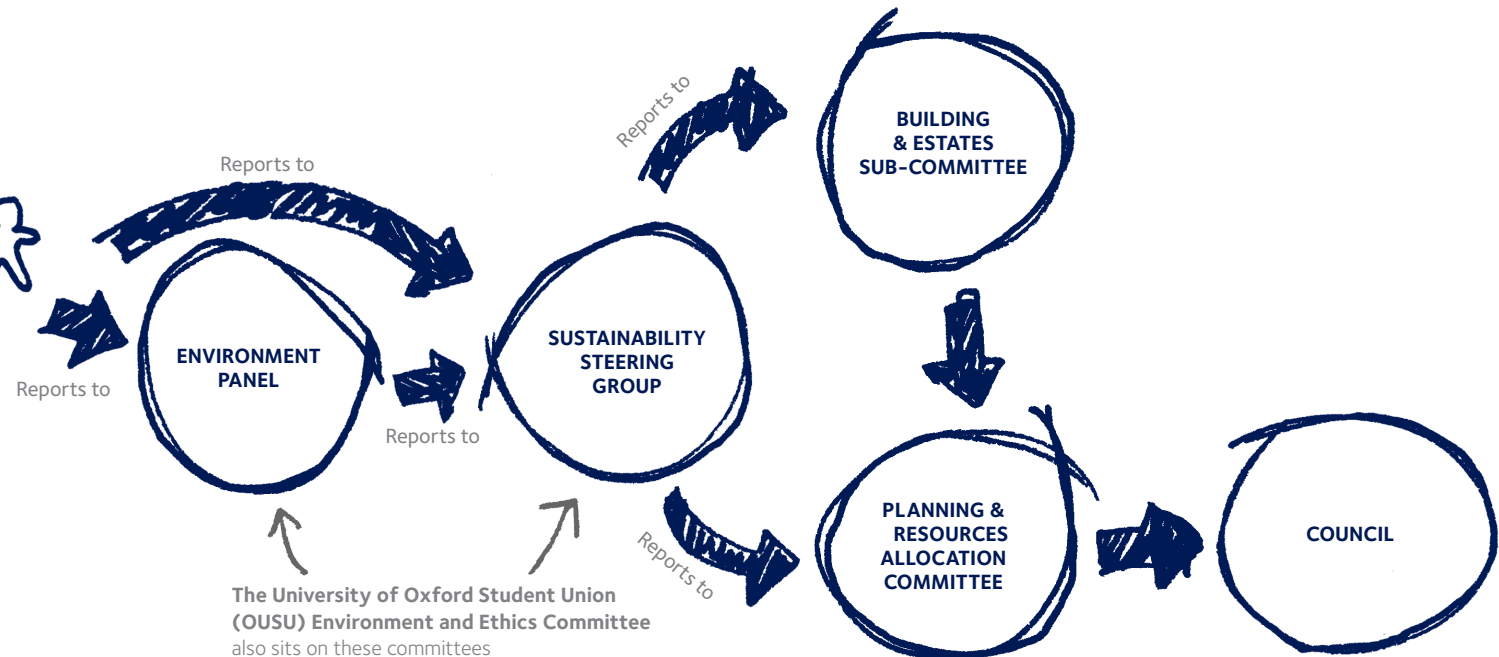 Reports to
Reports to
BUILDING
& ESTATES
SUB-COMMITTEE
ENVIRONMENT
PANEL
SUSTAINABILITY
STEERING
GROUP
Reports to
Reports to
Reports to
PLANNING &
RESOURCES
ALLOCATION
COMMITTEE
COUNCIL
The University of Oxford Student Union
(OUSU) Environment and Ethics Committee
also sits on these committees